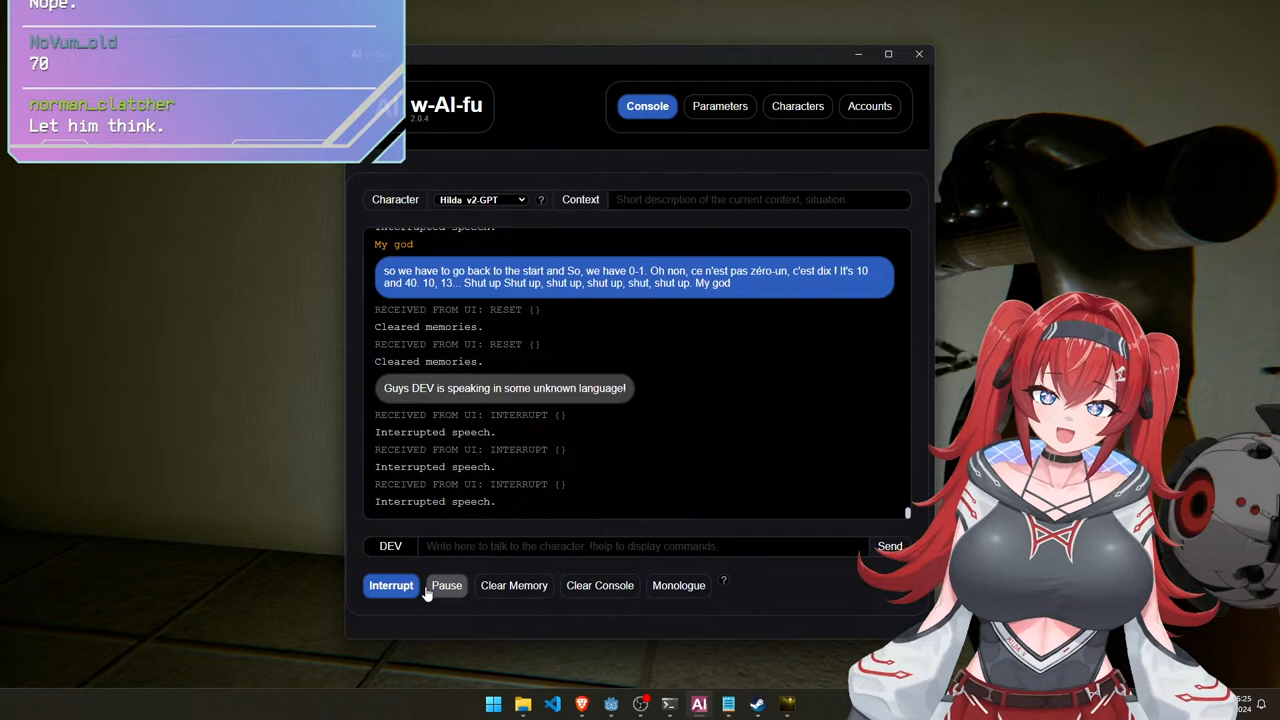 Nope.
NoVum_old
70
norman_clatcher
Let him think.
w-AI-fu
2.0.4
Console
Parameters
Characters
Accounts
Character
Hilda_v2-GPT
?
Context
Short description of the current context, situation.
Interrupted speech.
My god
so we have to go back to the start and So, we have 0-1. Oh non, ce n'est pas zéro-un, c'est dix ! It's 10
and 40. 10, 13... Shut up Shut up, shut up, shut up, shut, shut up. My god
RECEIVED FROM UI: RESET {}
Cleared memories.
RECEIVED FROM UI: RESET {}
Cleared memories.
Guys DEV is speaking in some unknown language!
RECEIVED FROM UI: INTERRUPT {}
Interrupted speech.
RECEIVED FROM UI: INTERRUPT {}
Interrupted speech.
RECEIVED FROM UI: INTERRUPT {}
Interrupted speech.
DEV
Write here to talk to the character. !help to display commands.
Send
Interrupt
Pause
Clear Memory
Clear Console
Monologue
?
AI